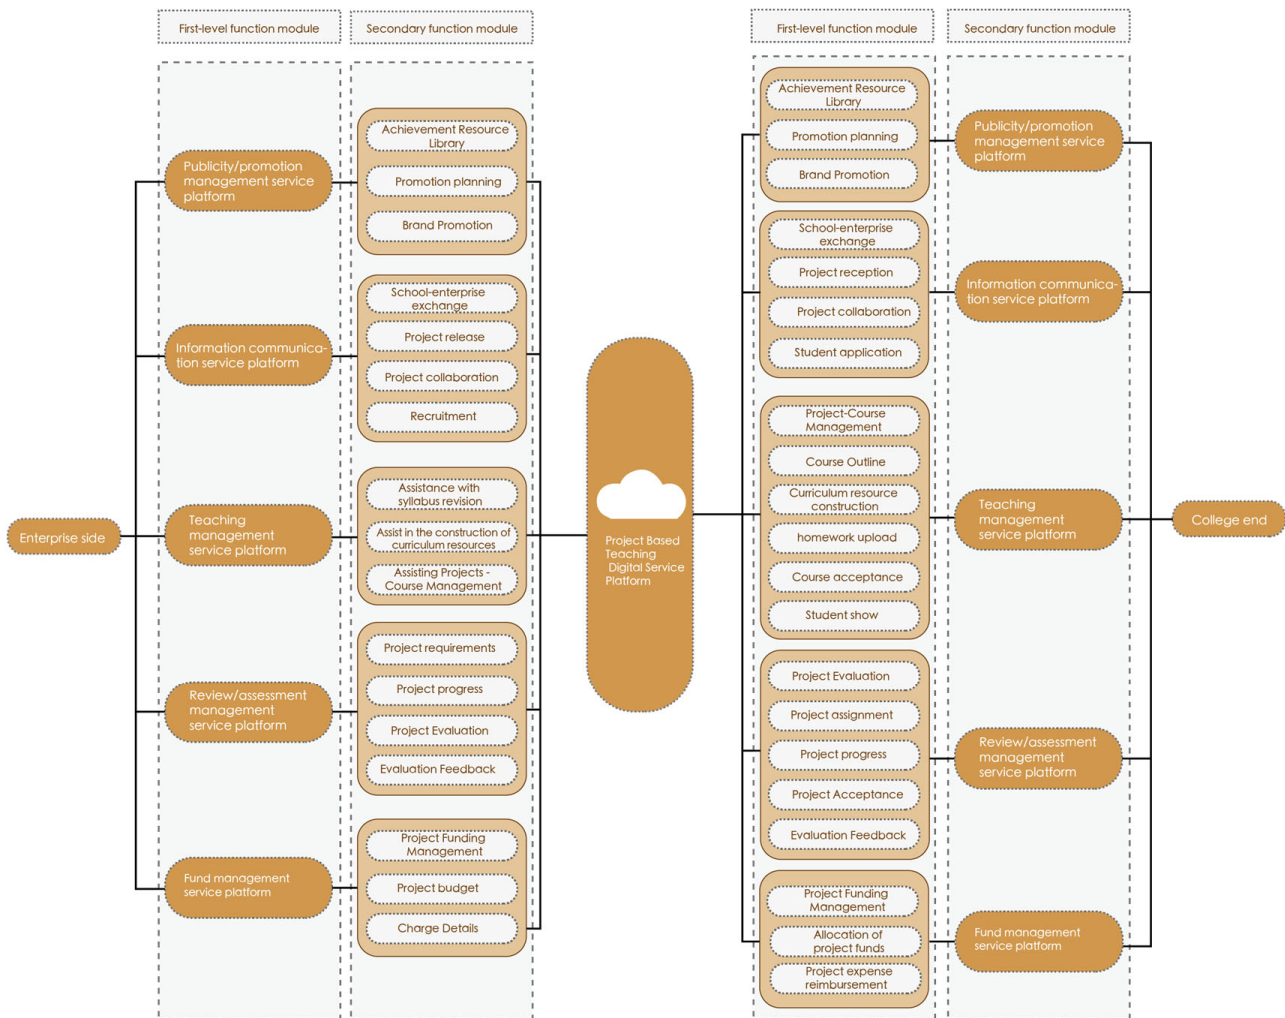 First-level function module
Secondary function module
First-level function module
Secondary function module
Enterprise side
Publicity/promotion
management service
platform
Information communica-
tion service platform
Teaching
management
service platform
Review/assessment
management
service platform
Fund management
service platform
Achievement Resource
Library
Promotion planning
Brand Promotion
School-enterprise
exchange
Project release
Project collaboration
Recruitment
Assistance with
syllabus revision
Assist in the construction of
curriculum resources
Assisting Projects -
Course Management
Project requirements
Project progress
Project Evaluation
Evaluation Feedback
Project Funding
Management
Project budget
Charge Details
Project Based
Teaching
Digital Service
Platform
Achievement Resource
Library
Promotion planning
Brand Promotion
School-enterprise
exchange
Project reception
Project collaboration
Student application
Project-Course
Management
Course Outline
Curriculum resource
construction
homework upload
Course acceptance
Student show
Project Evaluation
Project assignment
Project progress
Project Acceptance
Evaluation Feedback
Project Funding
Management
Allocation of
project funds
Project expense
reimbursement
Publicity/promotion
management service
platform
Information communica-
tion service platform
Teaching
management
service platform
Review/assessment
management
service platform
Fund management
service platform
College end